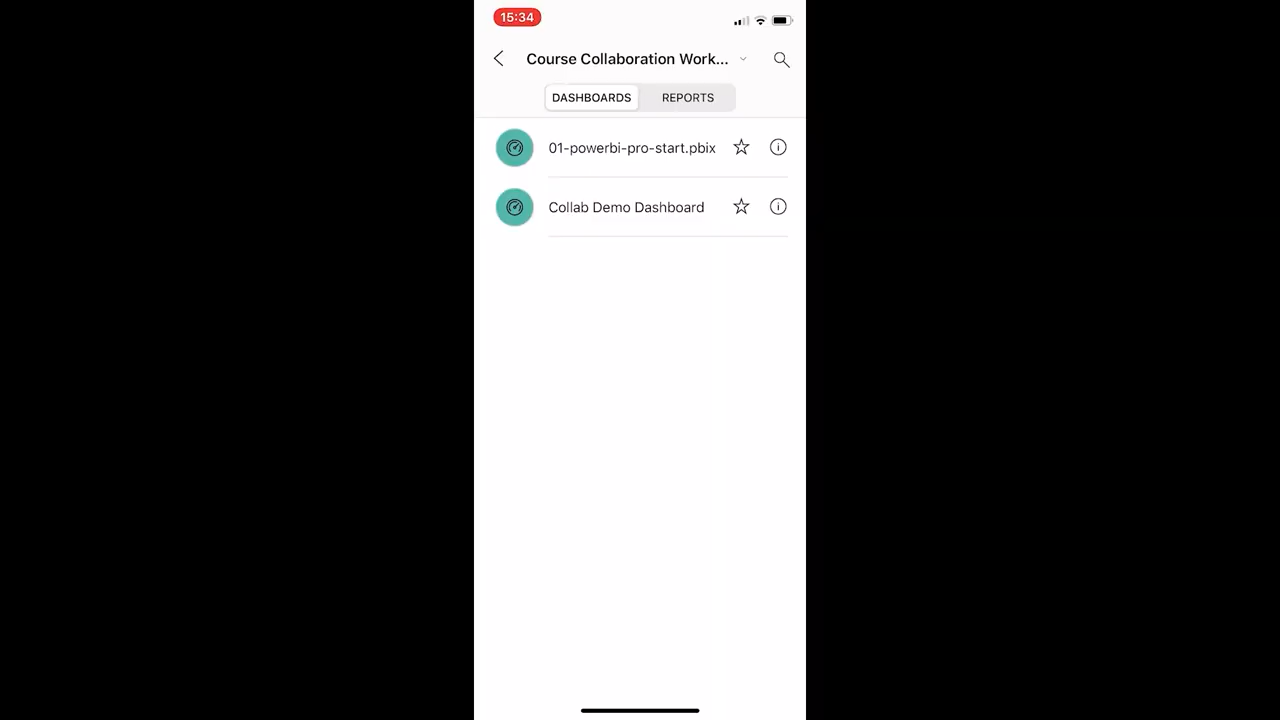 15:34
Course Collaboration Work...
DASHBOARDS REPORTS
01-powerbi-pro-start.pbix
Collab Demo Dashboard